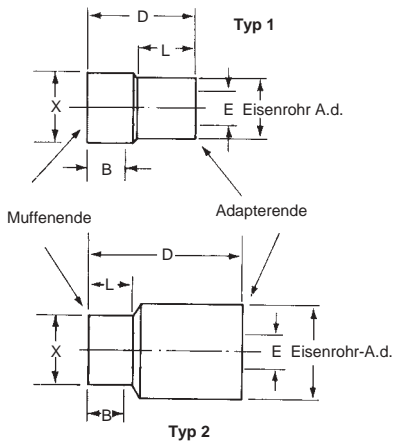 D
Typ 1
L
X
E Eisenrohr A.d.
B
Muffenende
Adapterende
D
L
X
E Eisenrohr-A.d.
B
Typ 2